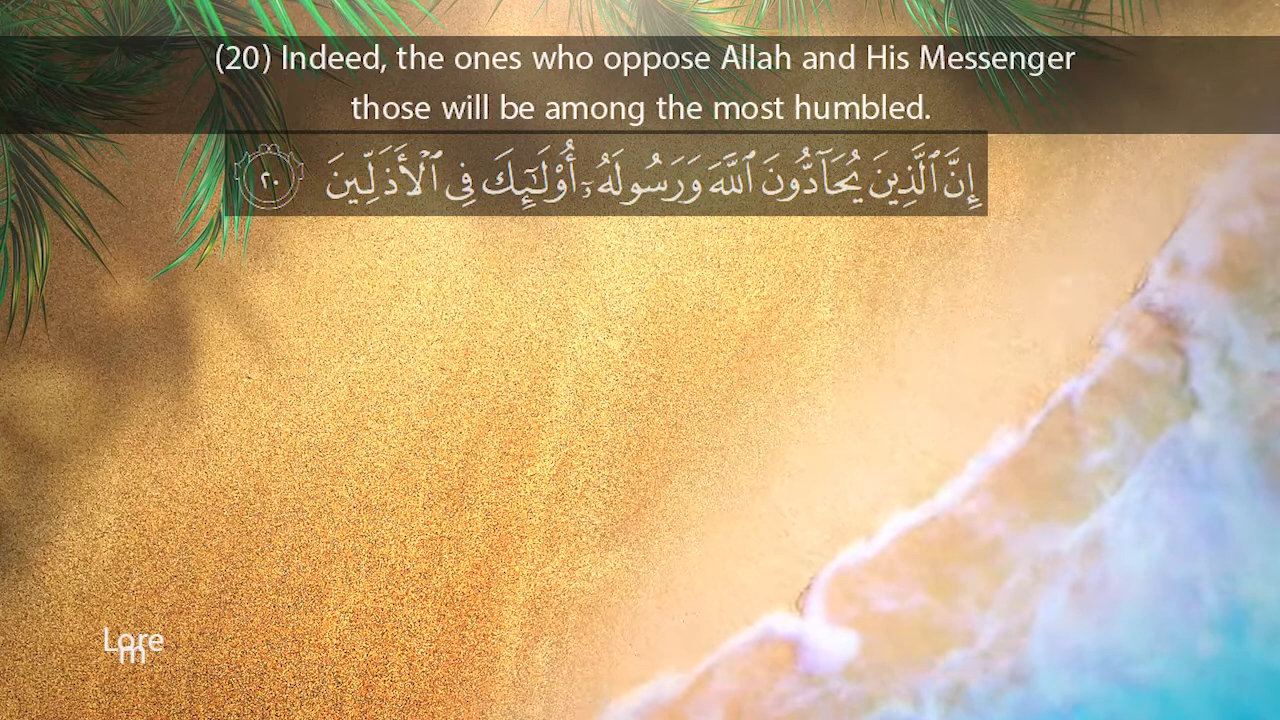 (20) Indeed, the ones who oppose Allah and His Messenger
those will be among the most humbled.
إِنَّ ٱلَّذِينَ يُحَآدُّونَ ٱللَّهَ وَرَسُولَهُۥٓ أُو۟لَـٰٓئِكَ فِى ٱلْأَذَلِّينَ ٢٠
Lore
m